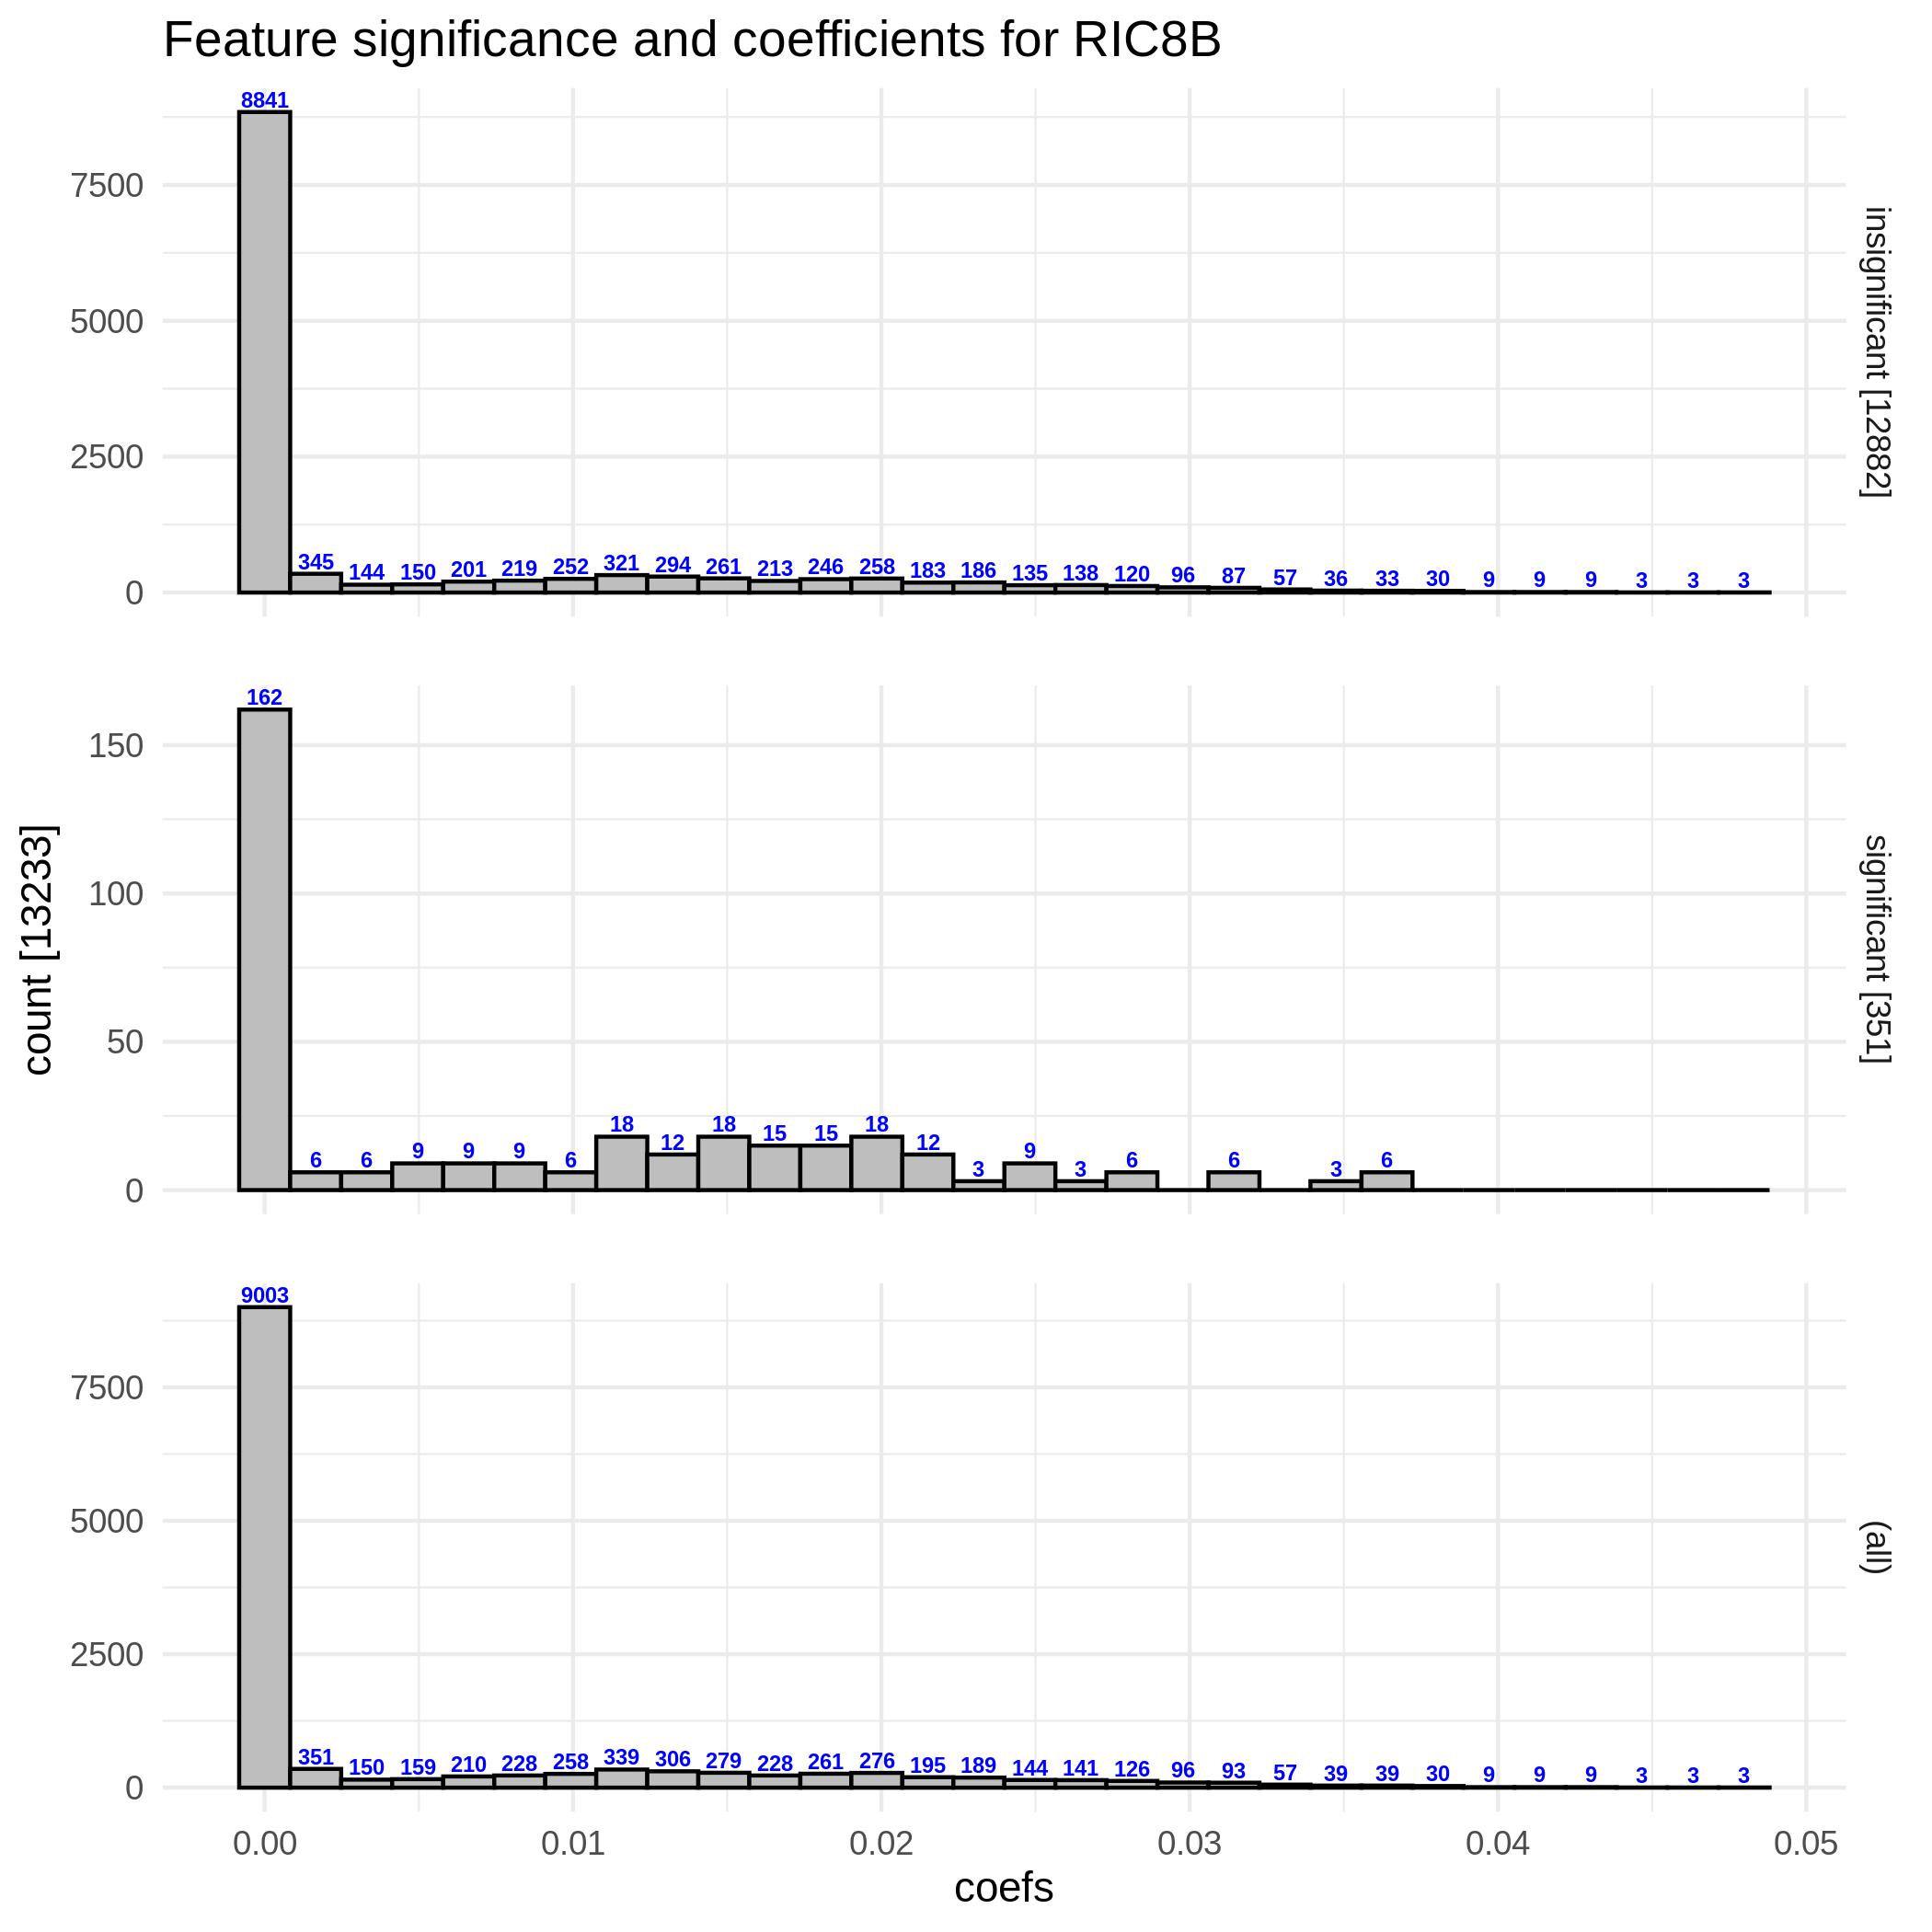 Feature significance and coefficients for RIC8B
count [13233]
8841
7500
5000
2500
0
345 144 150 201 219 252 321 294 261 213 246 258 183 186 135 138 120 96 87 57 36 33 30 9 9 9 3 3 3
insignificant [12882]
162
150
100
50
0
6 6 9 9 9 6 18 12 18 15 15 18 12 3 9 3 6 6 3 6
significant [351]
9003
7500
5000
2500
0
351 150 159 210 228 258 339 306 279 228 261 276 195 189 144 141 126 96 93 57 39 39 30 9 9 9 3 3 3
(all)
0.00 0.01 0.02 0.03 0.04 0.05
coefs